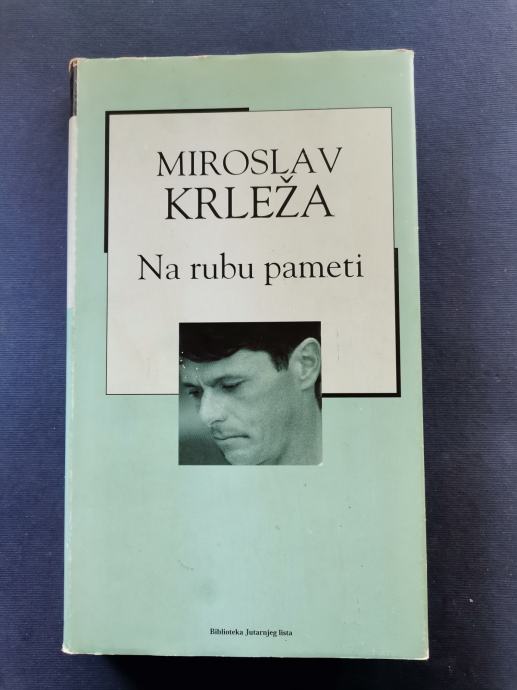 MIROSLAV
KRLEŽA
Na rubu pameti
Biblioteka Jutarnjeg lista